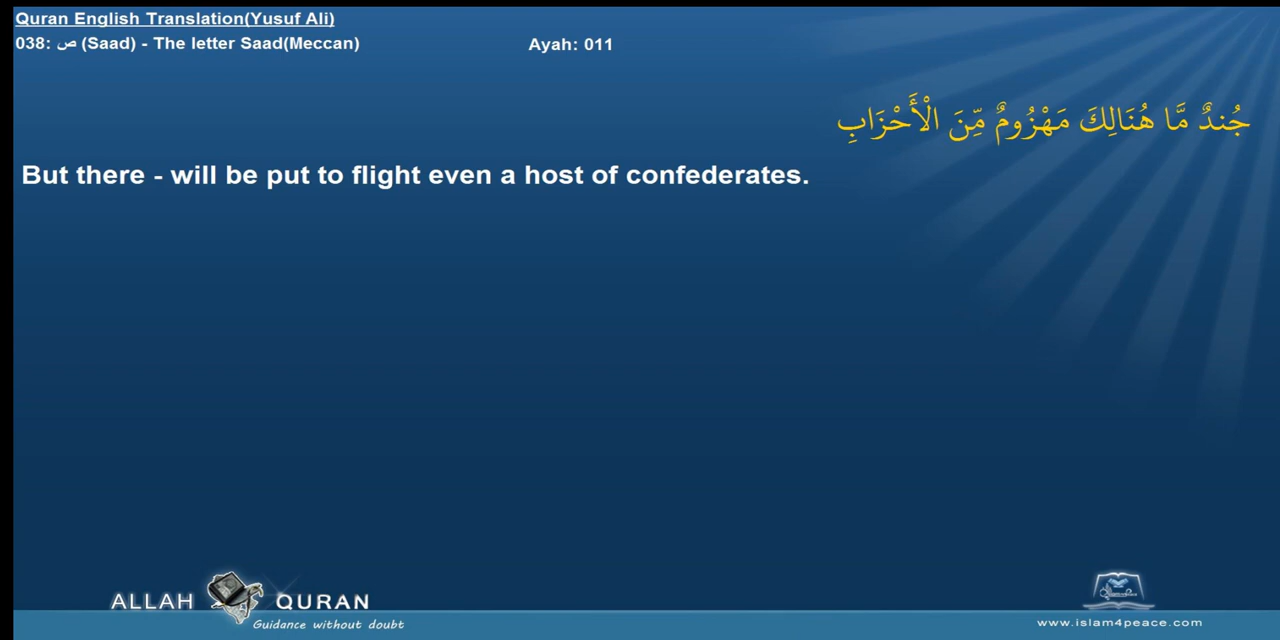 Quran English Translation(Yusuf Ali)
038: ص (Saad) - The letter Saad(Meccan) Ayah: 011
جُندٌ مَّا هُنَالِكَ مَهْزُومٌ مِّنَ الْأَحْزَابِ
But there - will be put to flight even a host of confederates.
ALLAH QURAN
Guidance without doubt
www.islam4peace.com